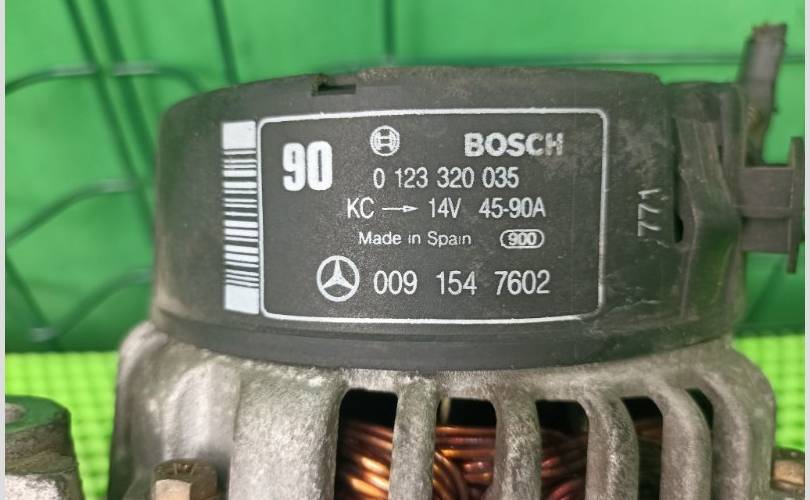 90
BOSCH
0 123 320 035
KC → 14V 45-90A
Made in Spain 900
009 154 7602
771